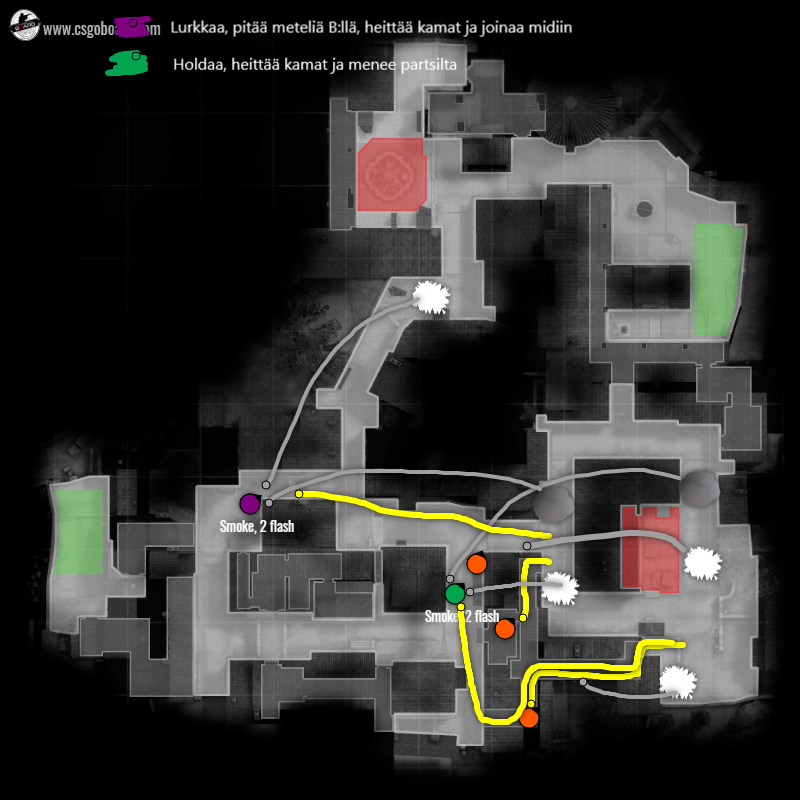 www.csgobo om Lurkkaa, pitää meteliä B:llä, heittää kamat ja joinaa midiin
Holdaa, heittää kamat ja menee partsilta
Smoke, 2 flash
Smoke, 2 flash